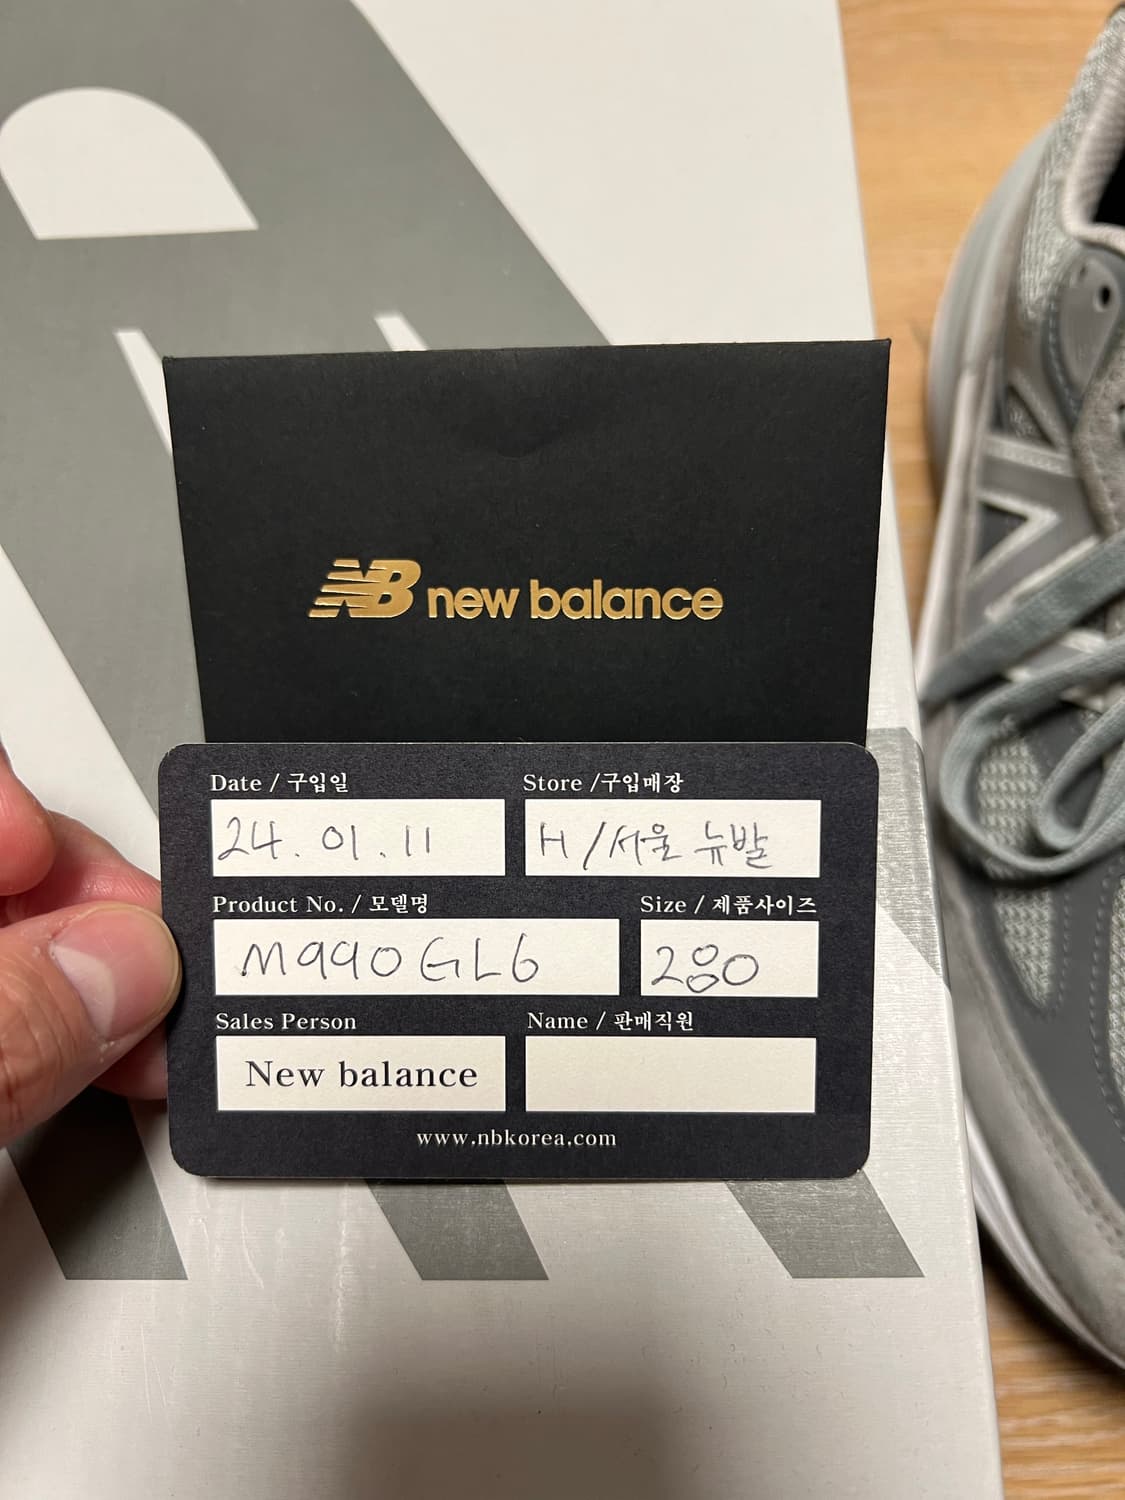 NB new balance
Date / 구입일
Store /구입매장
24. 01. 11
H /서울 뉴발
Product No. / 모델명
Size / 제품사이즈
M990GL6
280
Sales Person
Name / 판매직원
New balance
www.nbkorea.com